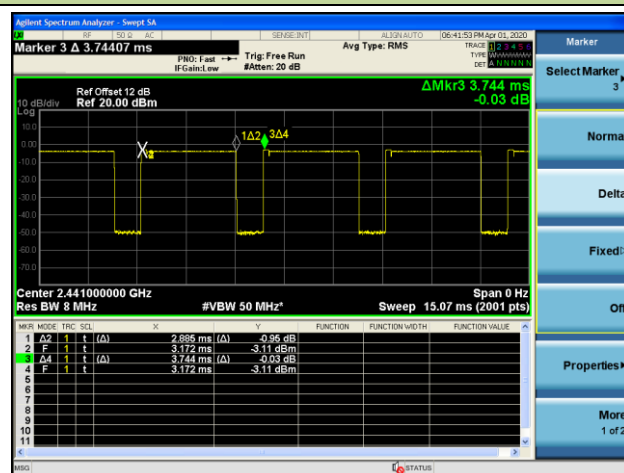 Agilent Spectrum Analyzer - Swept SA
RF 50 Ω AC SENSE:INT ALIGN AUTO 06:41:53 PM Apr 01, 2020
Marker 3 Δ 3.74407 ms Avg Type: RMS TRACE 1 2 3 4 5 6
PNO: Fast Trig: Free Run TYPE
IFGain:Low #Atten: 20 dB DET A N N N N N
ΔMkr3 3.744 ms
Ref Offset 12 dB
10 dB/div Ref 20.00 dBm -0.03 dB
Log
10.0
0.00
-10.0
-20.0
-30.0
-40.0
-50.0
-60.0
-70.0
1Δ2 3Δ4
Center 2.441000000 GHz Span 0 Hz
Res BW 8 MHz #VBW 50 MHz* Sweep 15.07 ms (2001 pts)
MKR MODE TRC SCL X Y FUNCTION FUNCTION WIDTH FUNCTION VALUE
1 Δ2 1 t (Δ) 2.885 ms (Δ) -0.95 dB
2 F 1 t 3.172 ms -3.11 dBm
3 Δ4 1 t (Δ) 3.744 ms (Δ) -0.03 dB
4 F 1 t 3.172 ms -3.11 dBm
5
6
7
8
9
10
11
MSG STATUS
Marker
Select Marker
3
Norma
Delta
Fixed
Of
Properties
More
1 of 2